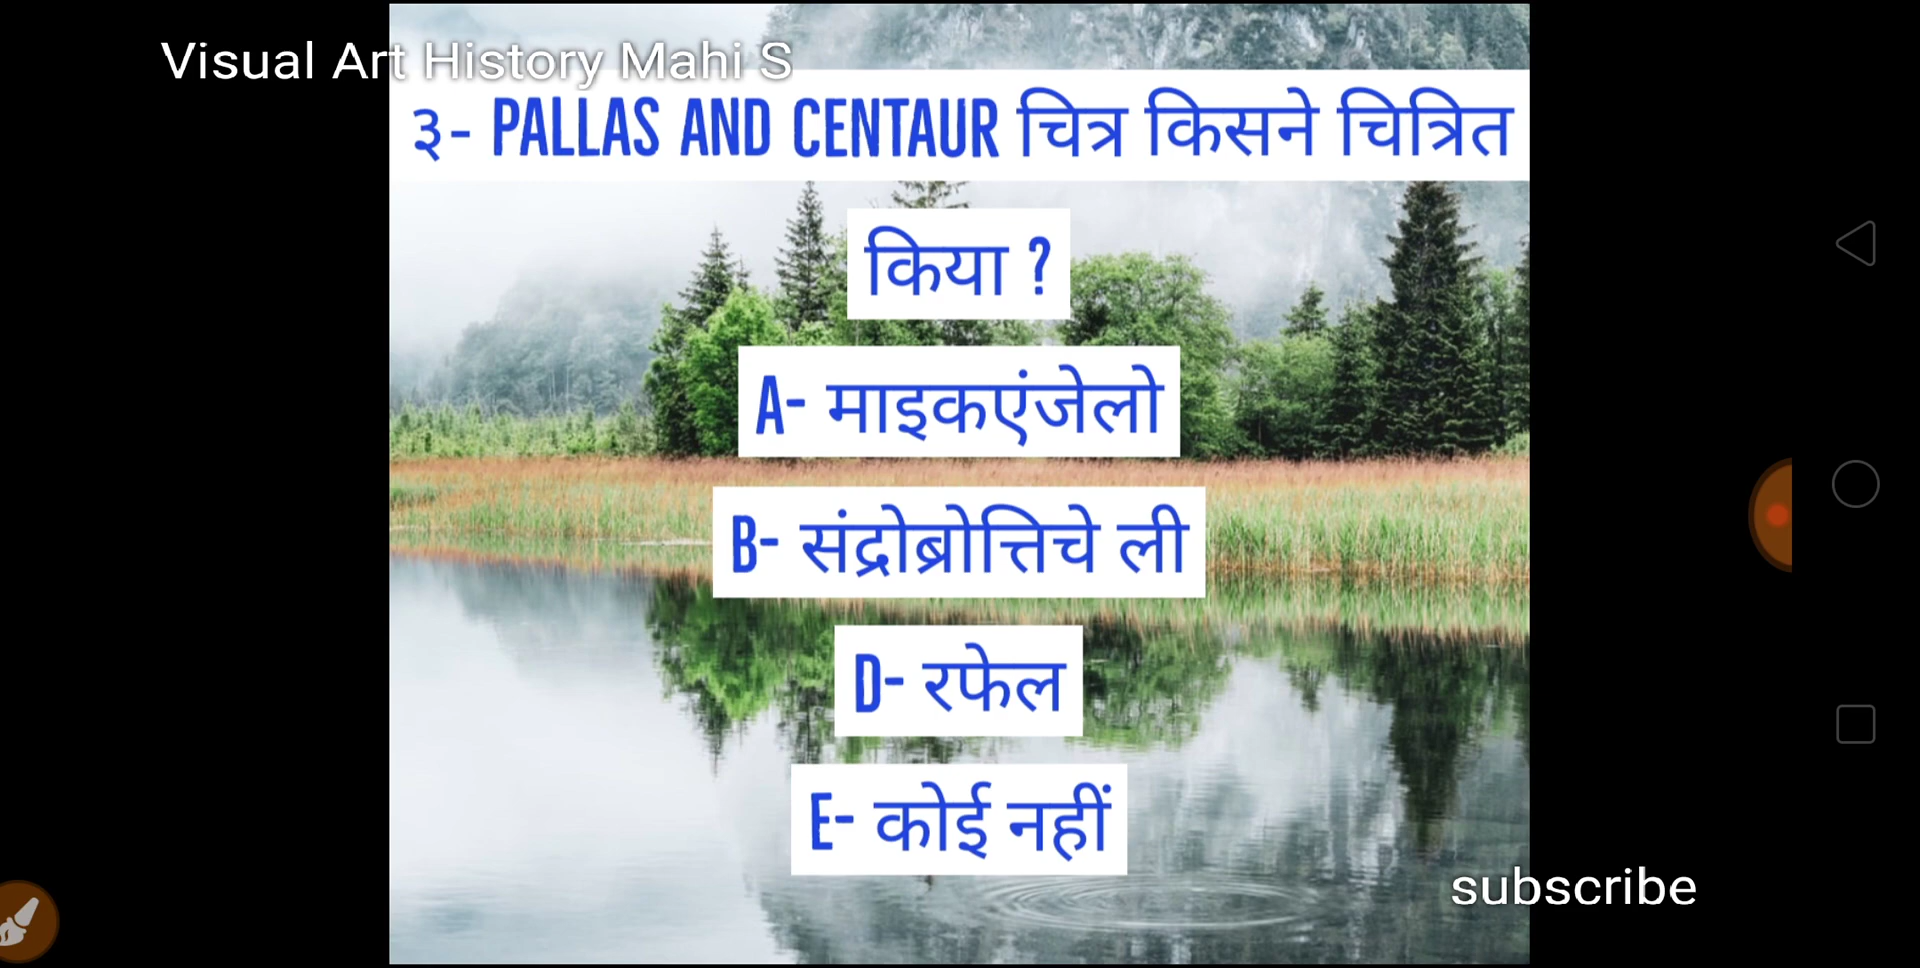 Visual Art History Mahi S
३- PALLAS AND CENTAUR चित्र किसने चित्रित
किया ?
A- माइकएंजेलो
B- संद्रोब्रोत्तिचे ली
D- रफेल
E- कोई नहीं
subscribe